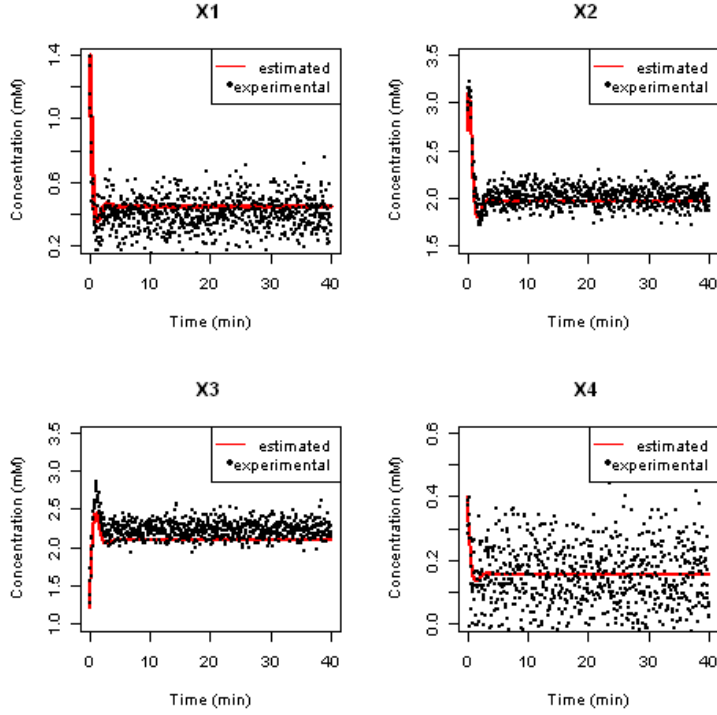 X1
Concentration (mM)
1.4
1.0
0.6
0.2
estimated
experimental
0 10 20 30 40
Time (min)
X2
Concentration (mM)
3.5
3.0
2.5
2.0
1.5
estimated
experimental
0 10 20 30 40
Time (min)
X3
Concentration (mM)
3.5
3.0
2.5
2.0
1.5
1.0
estimated
experimental
0 10 20 30 40
Time (min)
X4
Concentration (mM)
0.6
0.4
0.2
0.0
estimated
experimental
0 10 20 30 40
Time (min)